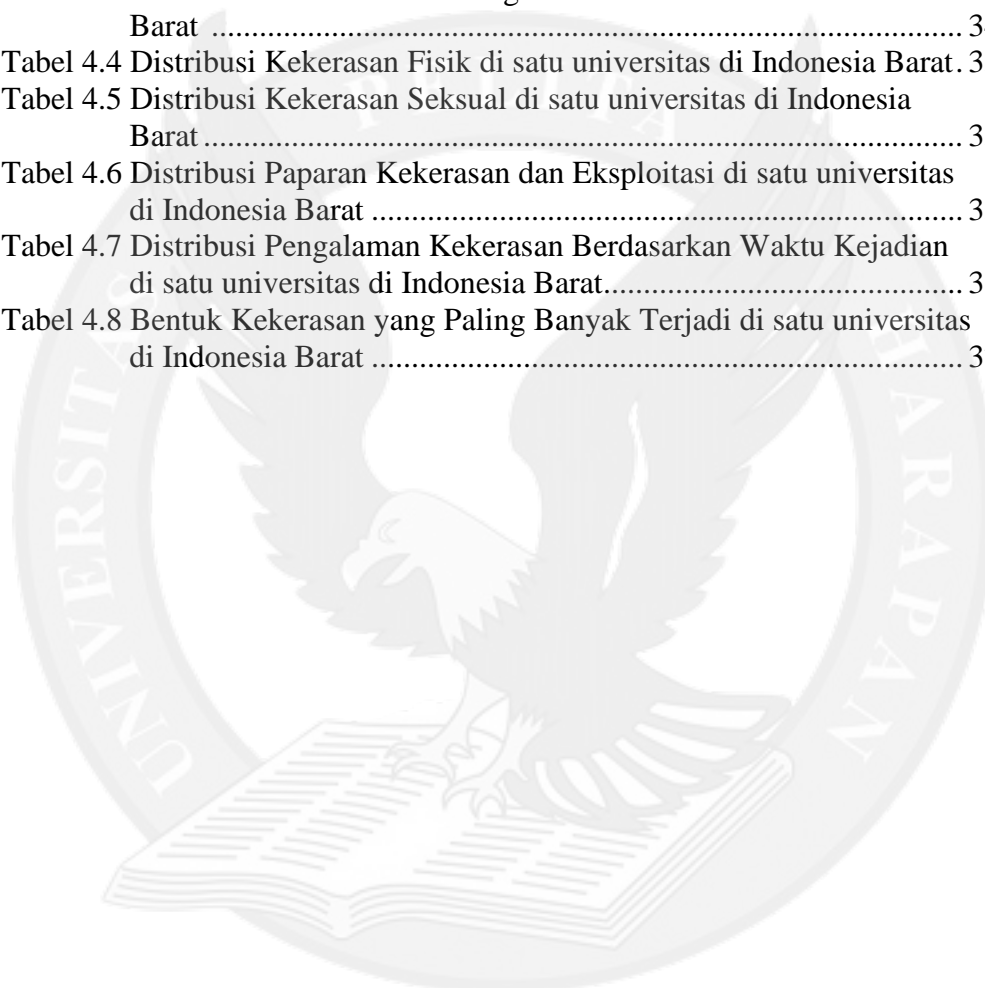 Barat ............................................................................................... 3
Tabel 4.4 Distribusi Kekerasan Fisik di satu universitas di Indonesia Barat. 3
Tabel 4.5 Distribusi Kekerasan Seksual di satu universitas di Indonesia
Barat ................................................................................................ 3
Tabel 4.6 Distribusi Paparan Kekerasan dan Eksploitasi di satu universitas
di Indonesia Barat ........................................................................... 3
Tabel 4.7 Distribusi Pengalaman Kekerasan Berdasarkan Waktu Kejadian
di satu universitas di Indonesia Barat.............................................. 3
Tabel 4.8 Bentuk Kekerasan yang Paling Banyak Terjadi di satu universitas
di Indonesia Barat ........................................................................... 3
UNIVERSITAS PELITA HARAPAN